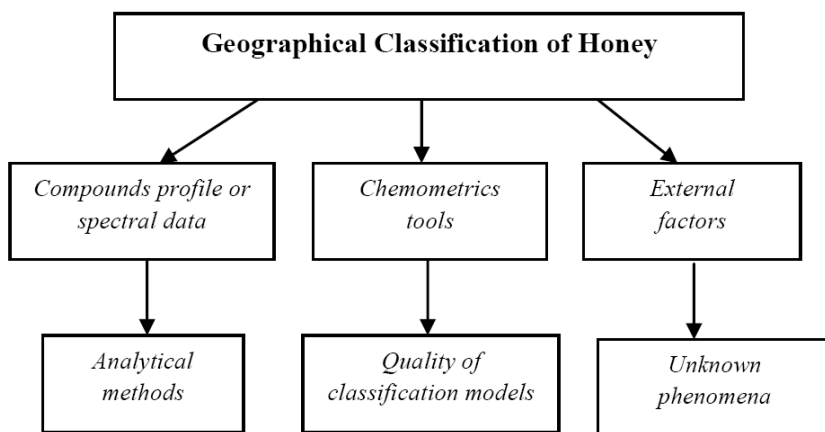 Geographical Classification of Honey
Compounds profile or
spectral data
Chemometrics
tools
External
factors
Analytical
methods
Quality of
classification models
Unknown
phenomena